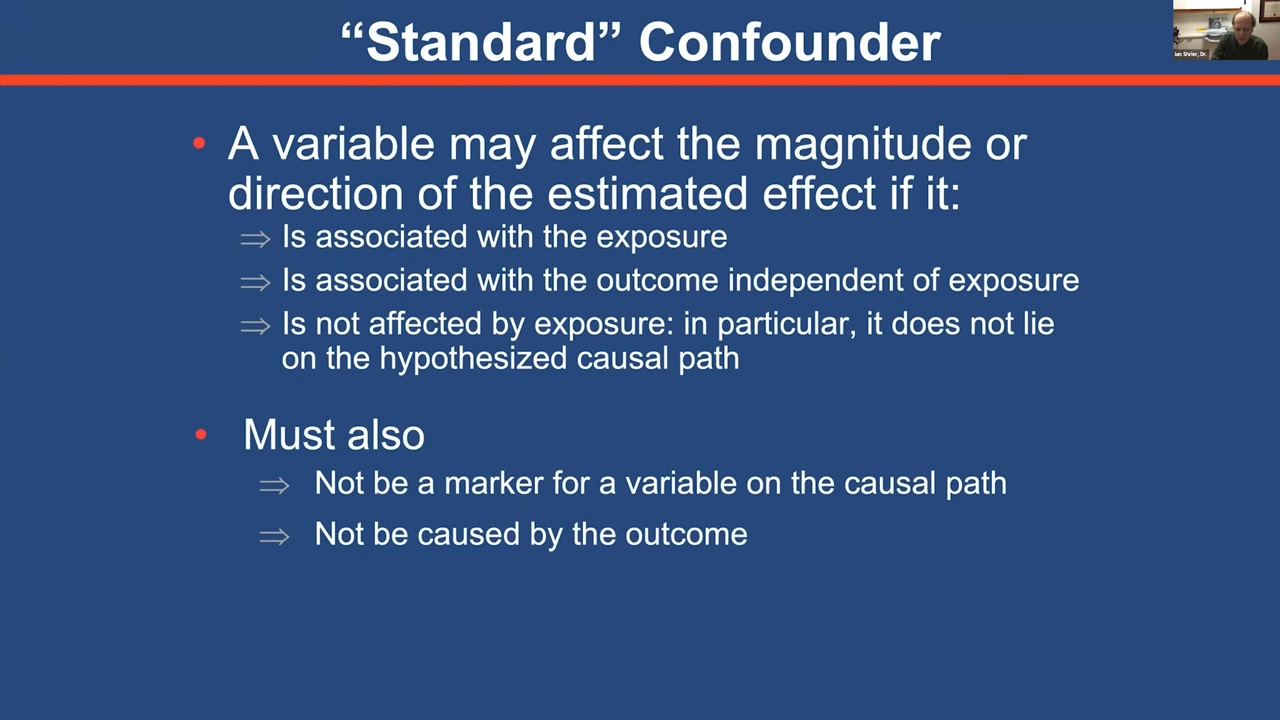 “Standard” Confounder
Ian Shrier, Dr.
• A variable may affect the magnitude or
direction of the estimated effect if it:
⇒ Is associated with the exposure
⇒ Is associated with the outcome independent of exposure
⇒ Is not affected by exposure: in particular, it does not lie
on the hypothesized causal path
• Must also
⇒ Not be a marker for a variable on the causal path
⇒ Not be caused by the outcome